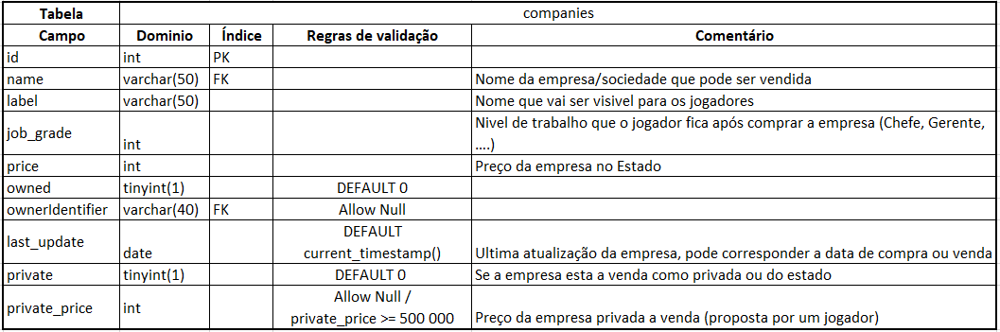 Tabela companies
Campo Dominio Índice Regras de validação Comentário
id int PK
name varchar(50) FK Nome da empresa/sociedade que pode ser vendida
label varchar(50) Nome que vai ser visivel para os jogadores
job_grade int Nivel de trabalho que o jogador fica após comprar a empresa (Chefe, Gerente,
....)
price int Preço da empresa no Estado
owned tinyint(1) DEFAULT 0
ownerIdentifier varchar(40) FK Allow Null
last_update date DEFAULT
current_timestamp() Ultima atualização da empresa, pode corresponder a data de compra ou venda
private tinyint(1) DEFAULT 0 Se a empresa esta a venda como privada ou do estado
private_price int Allow Null /
private_price >= 500 000 Preço da empresa privada a venda (proposta por um jogador)